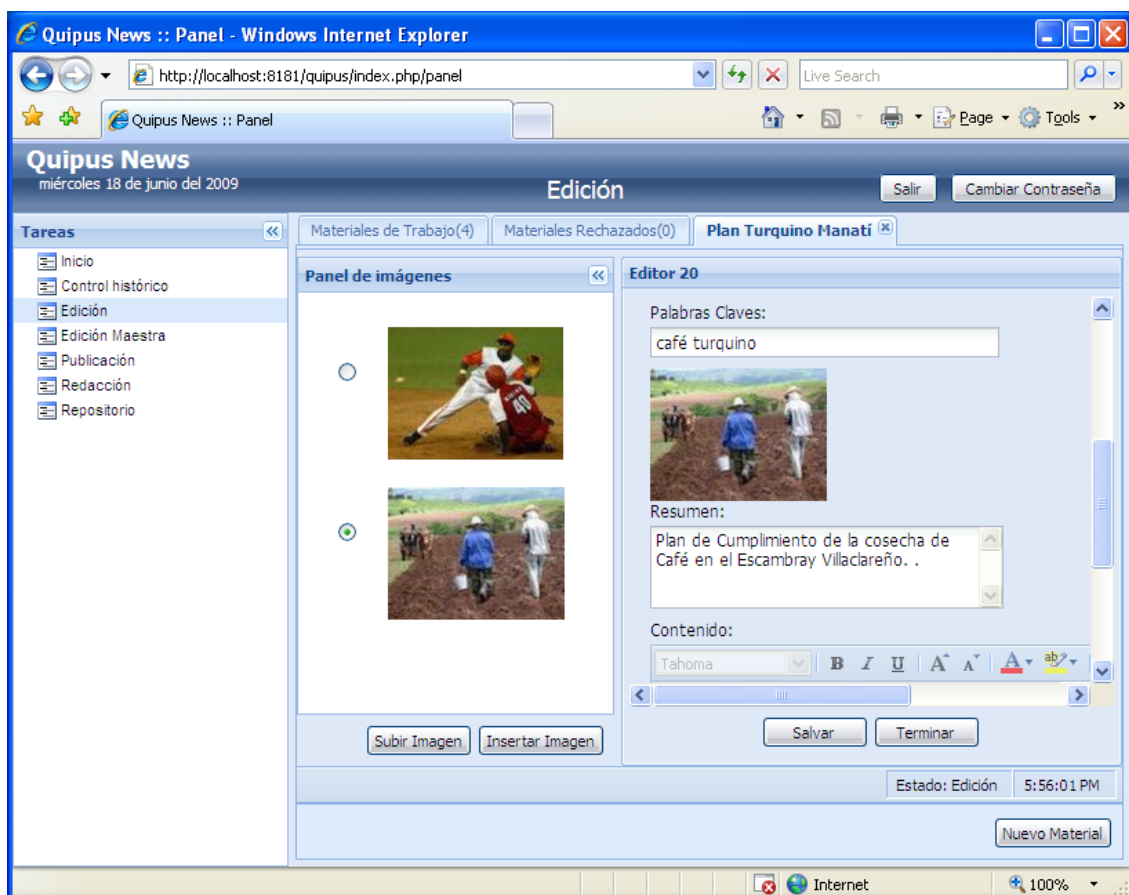 Quipus News :: Panel - Windows Internet Explorer
http://localhost:8181/quipus/index.php/panel
Live Search
Quipus News :: Panel
Page
Tools
Quipus News
miércoles 18 de junio del 2009
Edición
Salir
Cambiar Contraseña
Tareas
Inicio
Control histórico
Edición
Edición Maestra
Publicación
Redacción
Repositorio
Materiales de Trabajo(4)
Materiales Rechazados(0)
Plan Turquino Manatí
Panel de imágenes
40
Subir Imagen
Insertar Imagen
Editor 20
Palabras Claves:
café turquino
Resumen:
Plan de Cumplimiento de la cosecha de
Café en el Escambray Villaclareño. .
Contenido:
Tahoma
B I U A A A ab
Salvar
Terminar
Estado: Edición
5:56:01 PM
Nuevo Material
Internet
100%